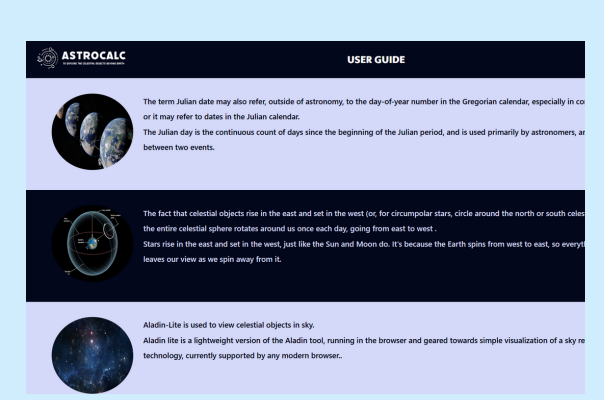 ASTROCALC
USER GUIDE
The term Julian date may also refer, outside of astronomy, to the day-of-year number in the Gregorian calendar, especially in
or it may refer to dates in the Julian calendar.
The Julian day is the continuous count of days since the beginning of the Julian period, and is used primarily by astronomers,
between two events.
The fact that celestial objects rise in the east and set in the west (or, for circumpolar stars, circle around the north or south
the entire celestial sphere rotates around us once each day, going from east to west .
Stars rise in the east and set in the west, just like the Sun and Moon do. It's because the Earth spins from west to east, so
leaves our view as we spin away from it.
Aladin-Lite is used to view celestial objects in sky.
Aladin lite is a lightweight version of the Aladin tool, running in the browser and geared towards simple visualization of a sky
technology, currently supported by any modern browser..